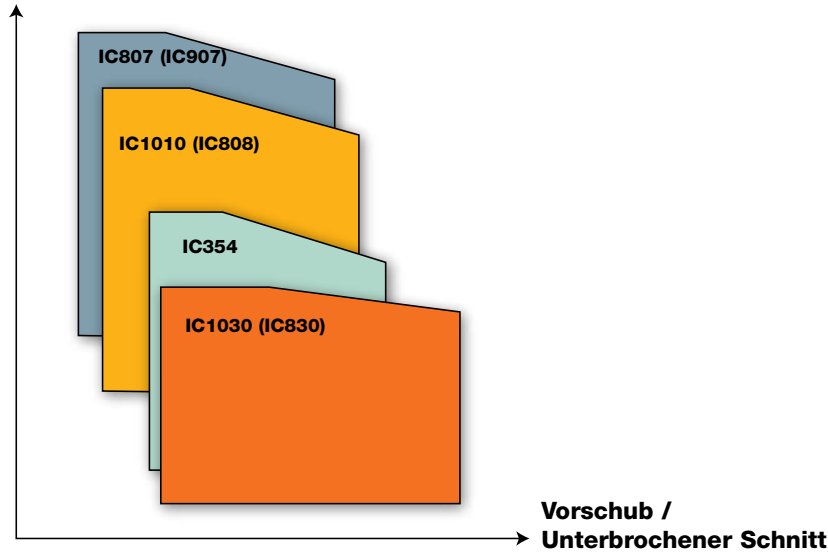 IC807 (IC907)
IC1010 (IC808)
IC354
IC1030 (IC830)
Vorschub /
Unterbrochener Schnitt